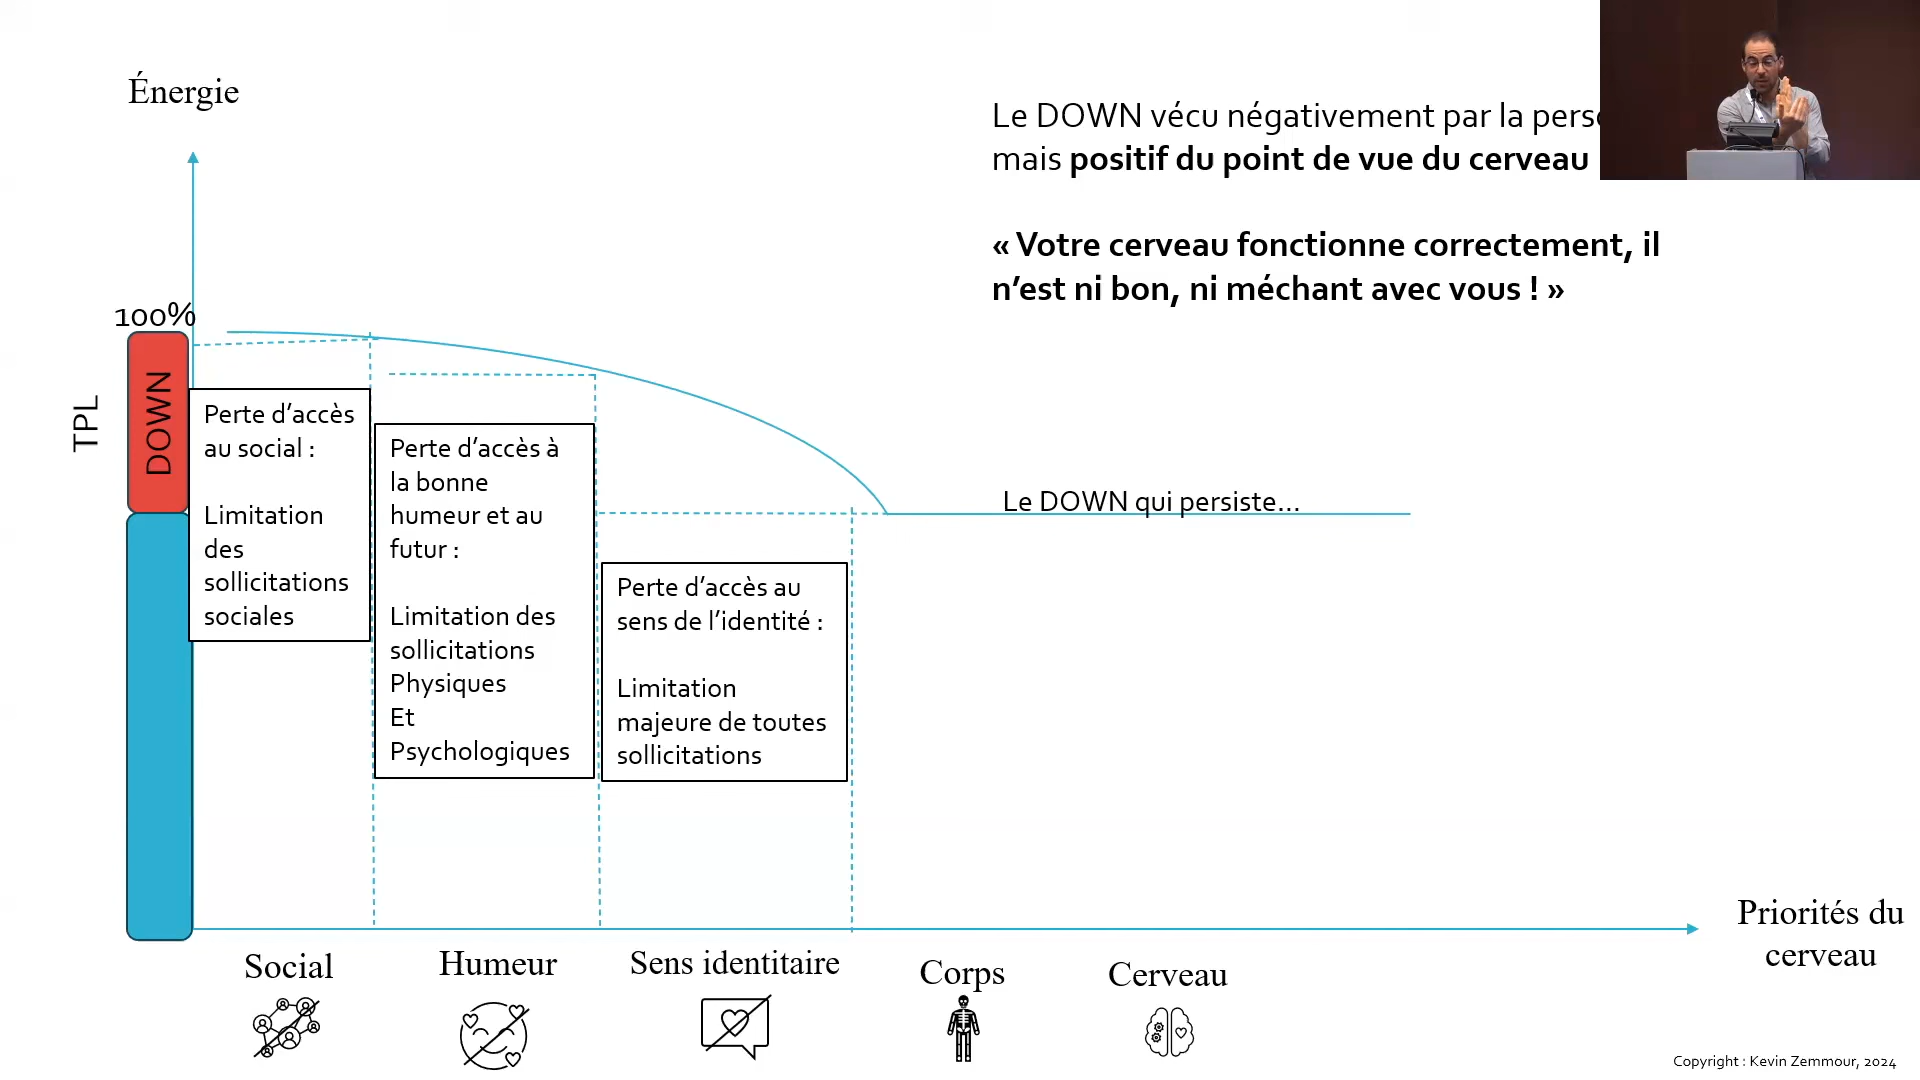 Énergie
Le DOWN vécu négativement par la
mais positif du point de vue du cerveau
« Votre cerveau fonctionne correctement, il
n’est ni bon, ni méchant avec vous ! »
100%
TPL
DOWN
Perte d’accès
au social :
Limitation
des
sollicitations
sociales
Perte d’accès à
la bonne
humeur et au
futur :
Limitation des
sollicitations
Physiques
Et
Psychologiques
Perte d’accès au
sens de l’identité :
Limitation
majeure de toutes
sollicitations
Le DOWN qui persiste...
Priorités du
cerveau
Social
Humeur
Sens identitaire
Corps
Cerveau
Copyright : Kevin Zemmour, 2024